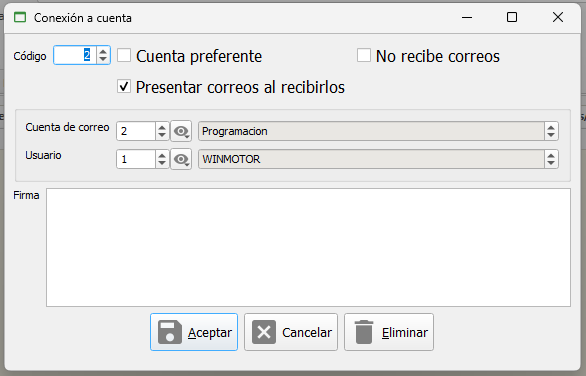 Conexión a cuenta
Código 2 Cuenta preferente No recibe correos
Presentar correos al recibirlos
Cuenta de correo 2 Programacion
Usuario 1 WINMOTOR
Firma
Aceptar Cancelar Eliminar